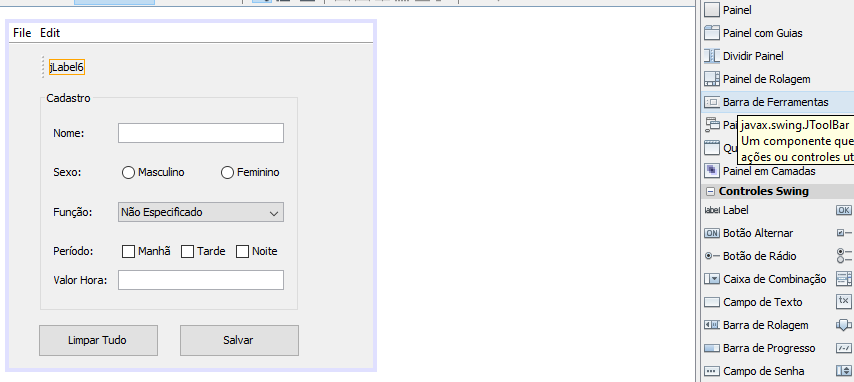 File Edit
jLabel6
Cadastro
Nome:
Sexo: Masculino Feminino
Função: Não Especificado
Período: Manhã Tarde Noite
Valor Hora:
Limpar Tudo Salvar
Painel
Painel com Guias
Dividir Painel
Painel de Rolagem
Barra de Ferramentas
Pai
javax.swing.JToolBar
Qu
Um componente que
ações ou controles ut
Painel em Camadas
Controles Swing
label Label OK
ON Botão Alternar
Botão de Rádio
Caixa de Combinação
Campo de Texto
Barra de Rolagem
Barra de Progresso
Campo de Senha